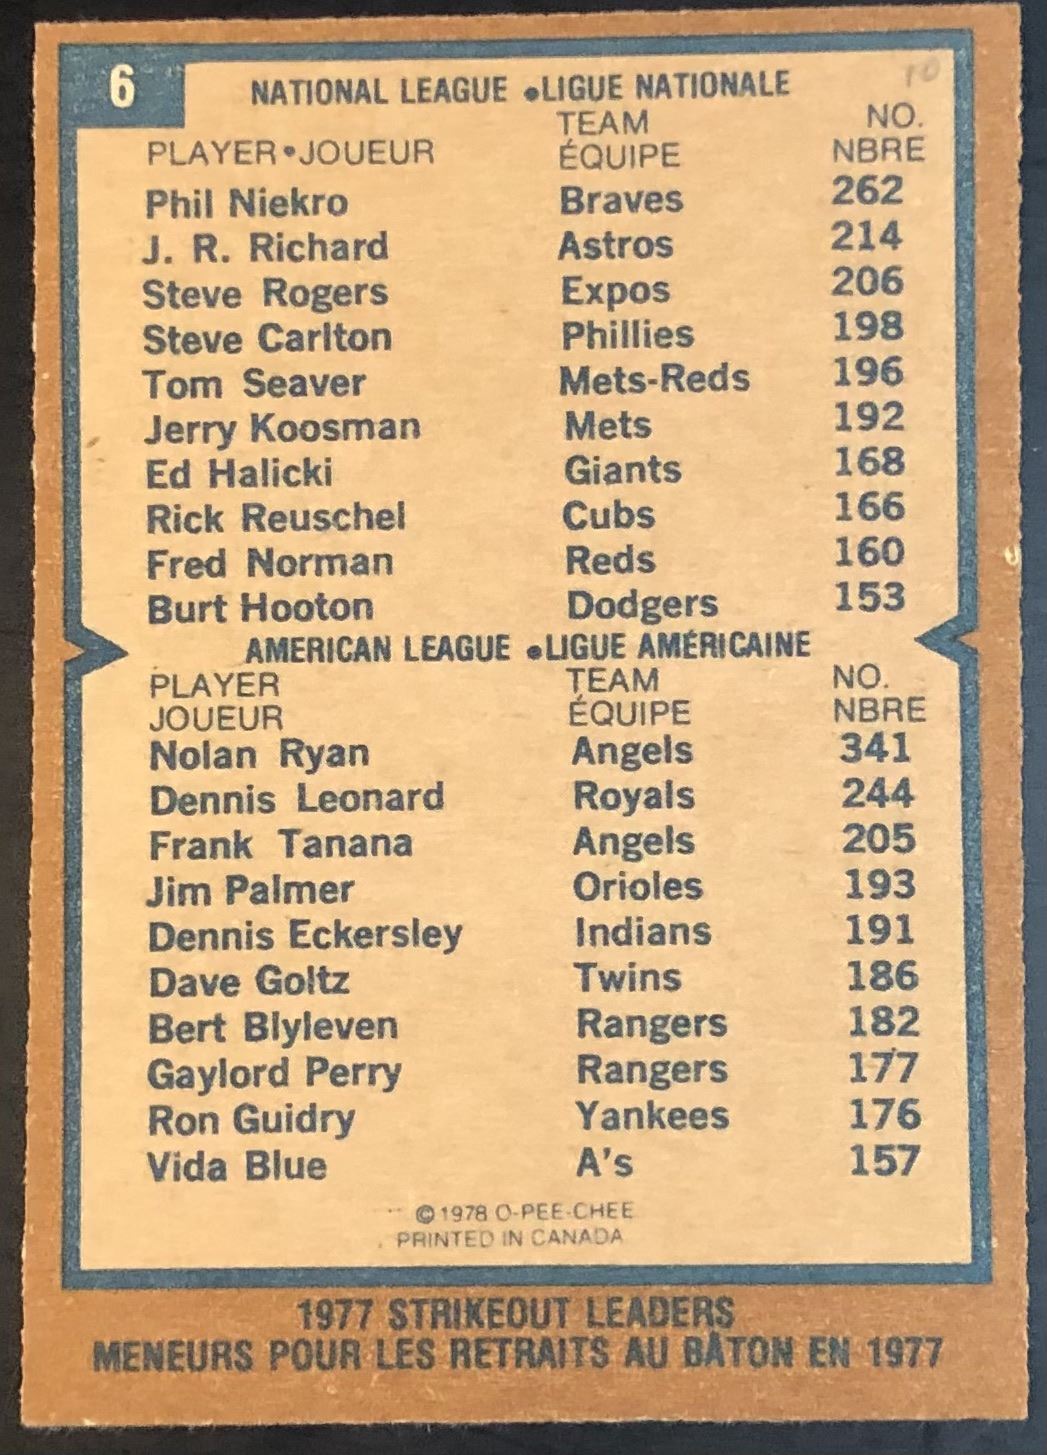 6
10
NATIONAL LEAGUE •LIGUE NATIONALE
PLAYER•JOUEUR TEAM ÉQUIPE NO. NBRE
Phil Niekro Braves 262
J. R. Richard Astros 214
Steve Rogers Expos 206
Steve Carlton Phillies 198
Tom Seaver Mets-Reds 196
Jerry Koosman Mets 192
Ed Halicki Giants 168
Rick Reuschel Cubs 166
Fred Norman Reds 160
Burt Hooton Dodgers 153
AMERICAN LEAGUE •LIGUE AMÉRICAINE
PLAYER TEAM NO.
JOUEUR ÉQUIPE NBRE
Nolan Ryan Angels 341
Dennis Leonard Royals 244
Frank Tanana Angels 205
Jim Palmer Orioles 193
Dennis Eckersley Indians 191
Dave Goltz Twins 186
Bert Blyleven Rangers 182
Gaylord Perry Rangers 177
Ron Guidry Yankees 176
Vida Blue A's 157
©1978 O-PEE-CHEE
PRINTED IN CANADA
1977 STRIKEOUT LEADERS
MENEURS POUR LES RETRAITS AU BÂTON EN 1977